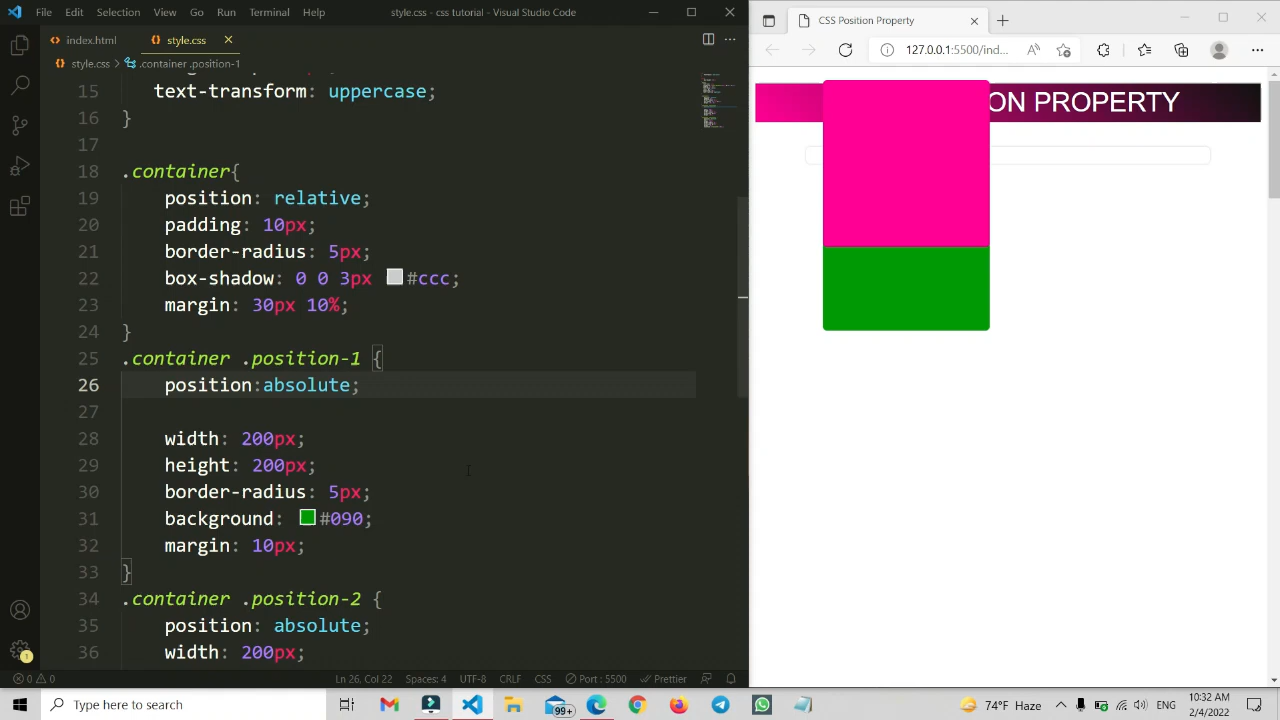 File Edit Selection View Go Run Terminal Help
style.css - css tutorial - Visual Studio Code
index.html
style.css
style.css > .container .position-1
15 text-transform: uppercase;
16 }
17
18 .container{
19 position: relative;
20 padding: 10px;
21 border-radius: 5px;
22 box-shadow: 0 0 3px #ccc;
23 margin: 30px 10%;
24 }
25 .container .position-1 {
26 position:absolute;
27
28 width: 200px;
29 height: 200px;
30 border-radius: 5px;
31 background: #090;
32 margin: 10px;
33 }
34 .container .position-2 {
35 position: absolute;
36 width: 200px;
0 0
Ln 26, Col 22
Spaces: 4
UTF-8
CRLF
CSS
Port : 5500
Prettier
CSS Position Property
127.0.0.1:5500/ind...
ON PROPERTY
1
Type here to search
99+
74°F Haze
ENG
10:32 AM
2/4/2022